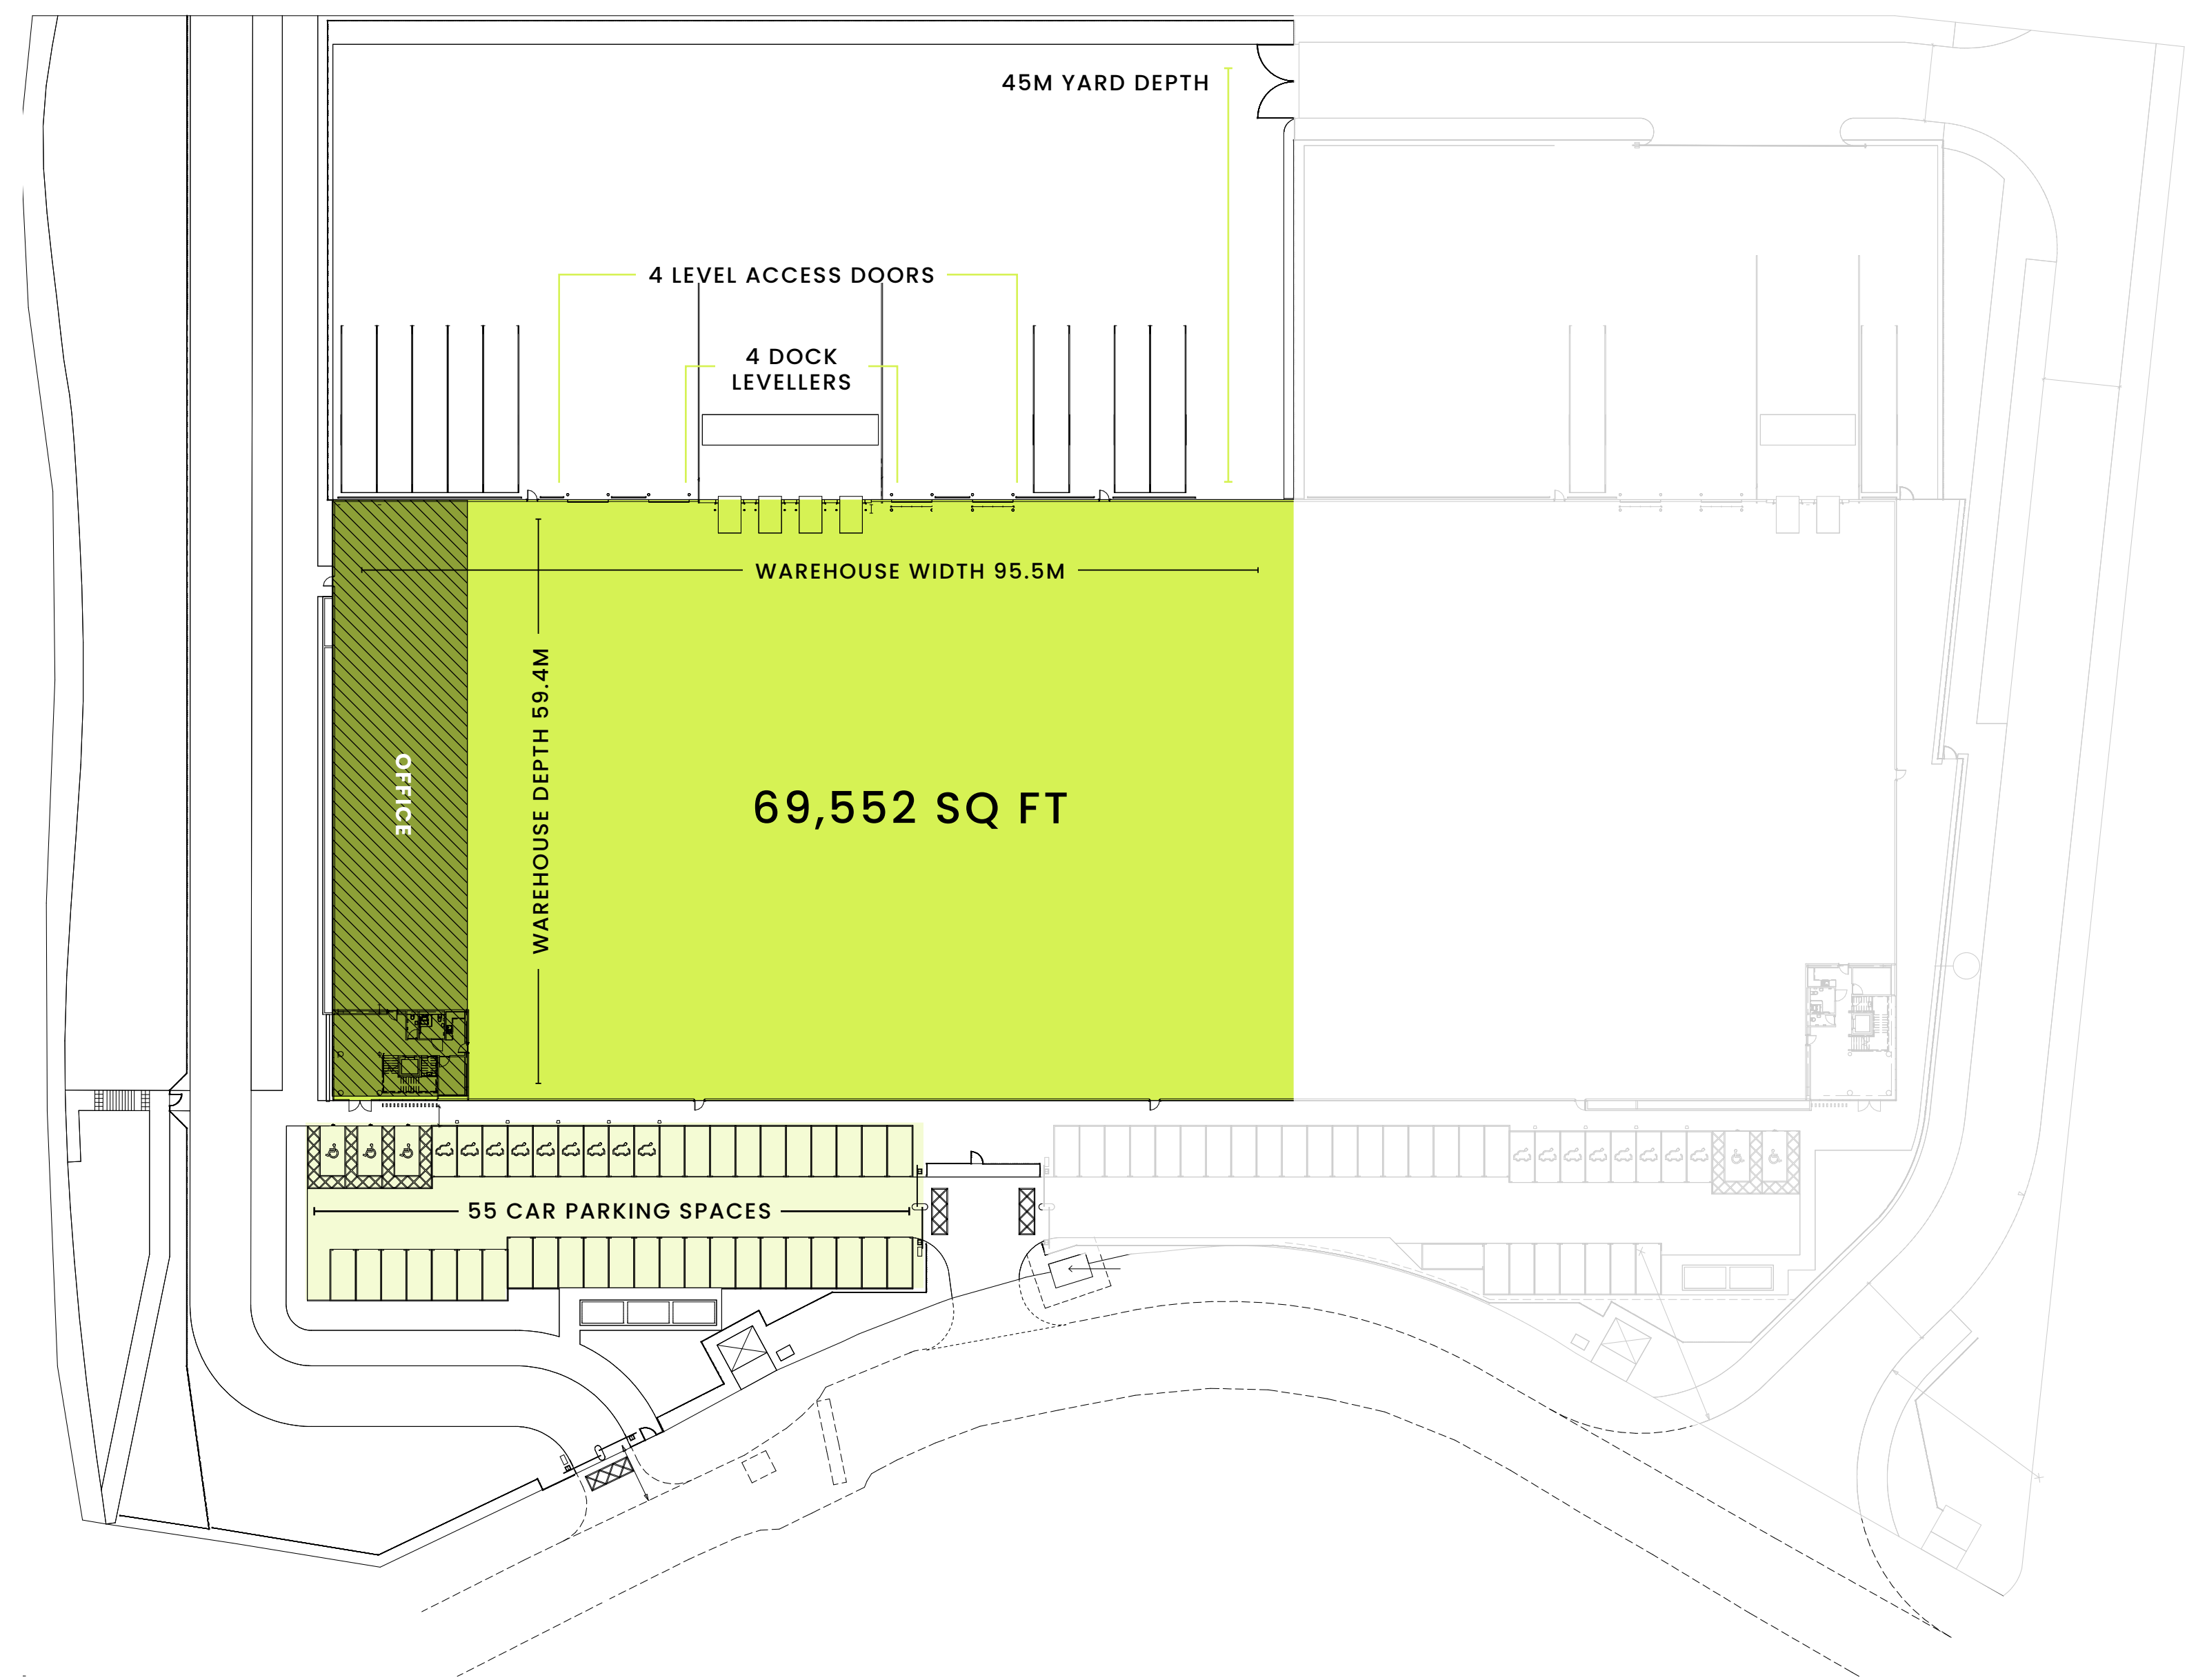 45M YARD DEPTH
4 LEVEL ACCESS DOORS
4 DOCK
LEVELLERS
WAREHOUSE WIDTH 95.5M
WAREHOUSE DEPTH 59.4M
OFFICE
69,552 SQ FT
55 CAR PARKING SPACES